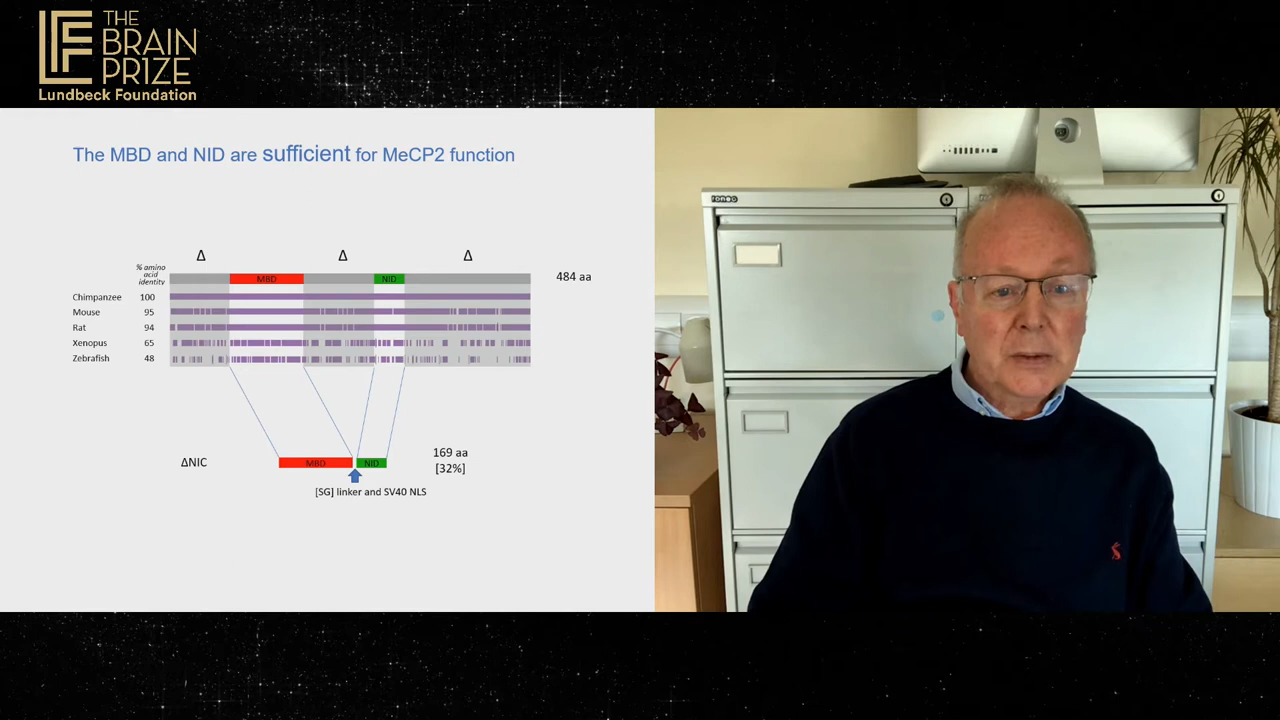 THE
BRAIN
PRIZE
Lundbeck Foundation
The MBD and NID are sufficient for MeCP2 function
Δ Δ Δ
% amino
acid
identity
MBD NID 484 aa
Chimpanzee 100
Mouse 95
Rat 94
Xenopus 65
Zebrafish 48
ΔNIC MBD NID 169 aa
[32%]
[SG] linker and SV40 NLS
roneo